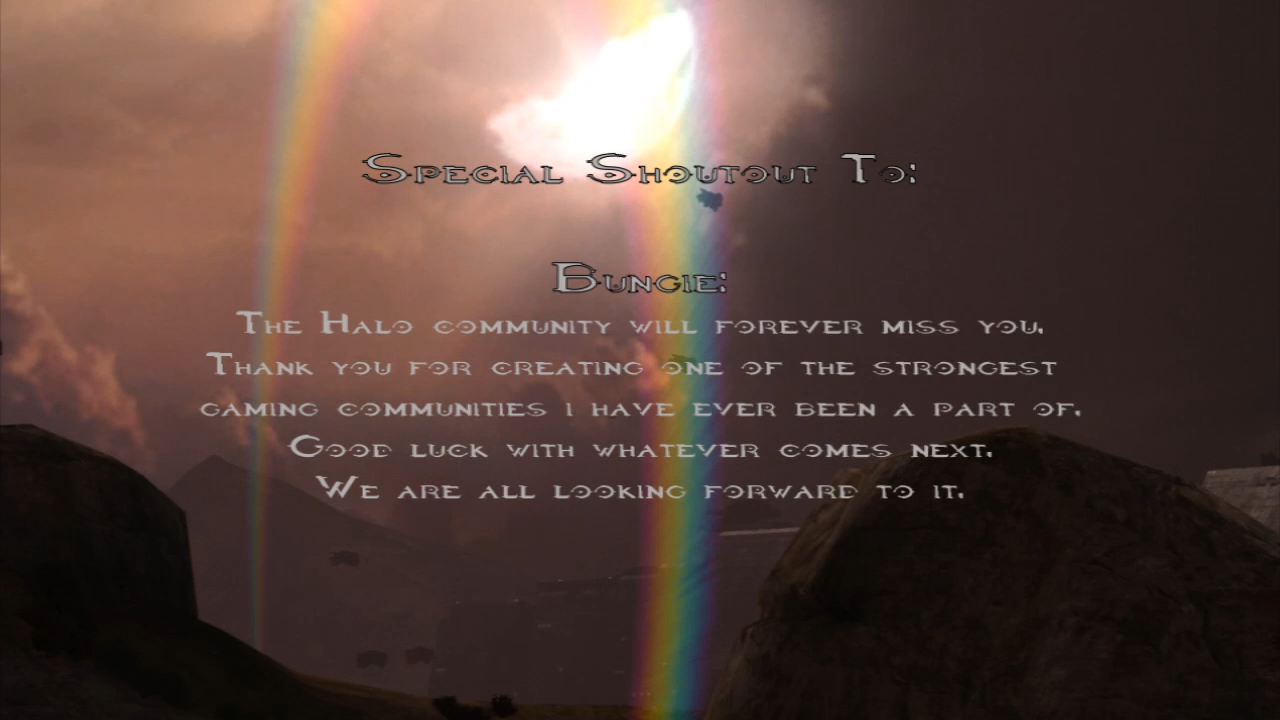 Special Shoutout To:
Bungie:
The Halo community will forever miss you.
Thank you for creating one of the strongest
gaming communities i have ever been a part of.
Good luck with whatever comes next.
We are all looking forward to it.